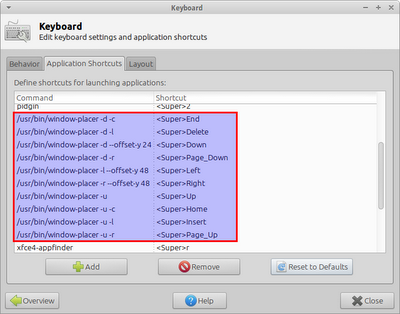 Keyboard
Keyboard
Edit keyboard settings and application shortcuts
Behavior Application Shortcuts Layout
Define shortcuts for launching applications:
Command Shortcut
pidgin <Super>2
/usr/bin/window-placer -d -c <Super>End
/usr/bin/window-placer -d -l <Super>Delete
/usr/bin/window-placer -d --offset-y 24 <Super>Down
/usr/bin/window-placer -d -r <Super>Page_Down
/usr/bin/window-placer -l --offset-y 48 <Super>Left
/usr/bin/window-placer -r --offset-y 48 <Super>Right
/usr/bin/window-placer -u <Super>Up
/usr/bin/window-placer -u -c <Super>Home
/usr/bin/window-placer -u -l <Super>Insert
/usr/bin/window-placer -u -r <Super>Page_Up
xfce4-appfinder <Super>r
Add Remove Reset to Defaults
Overview Help Close